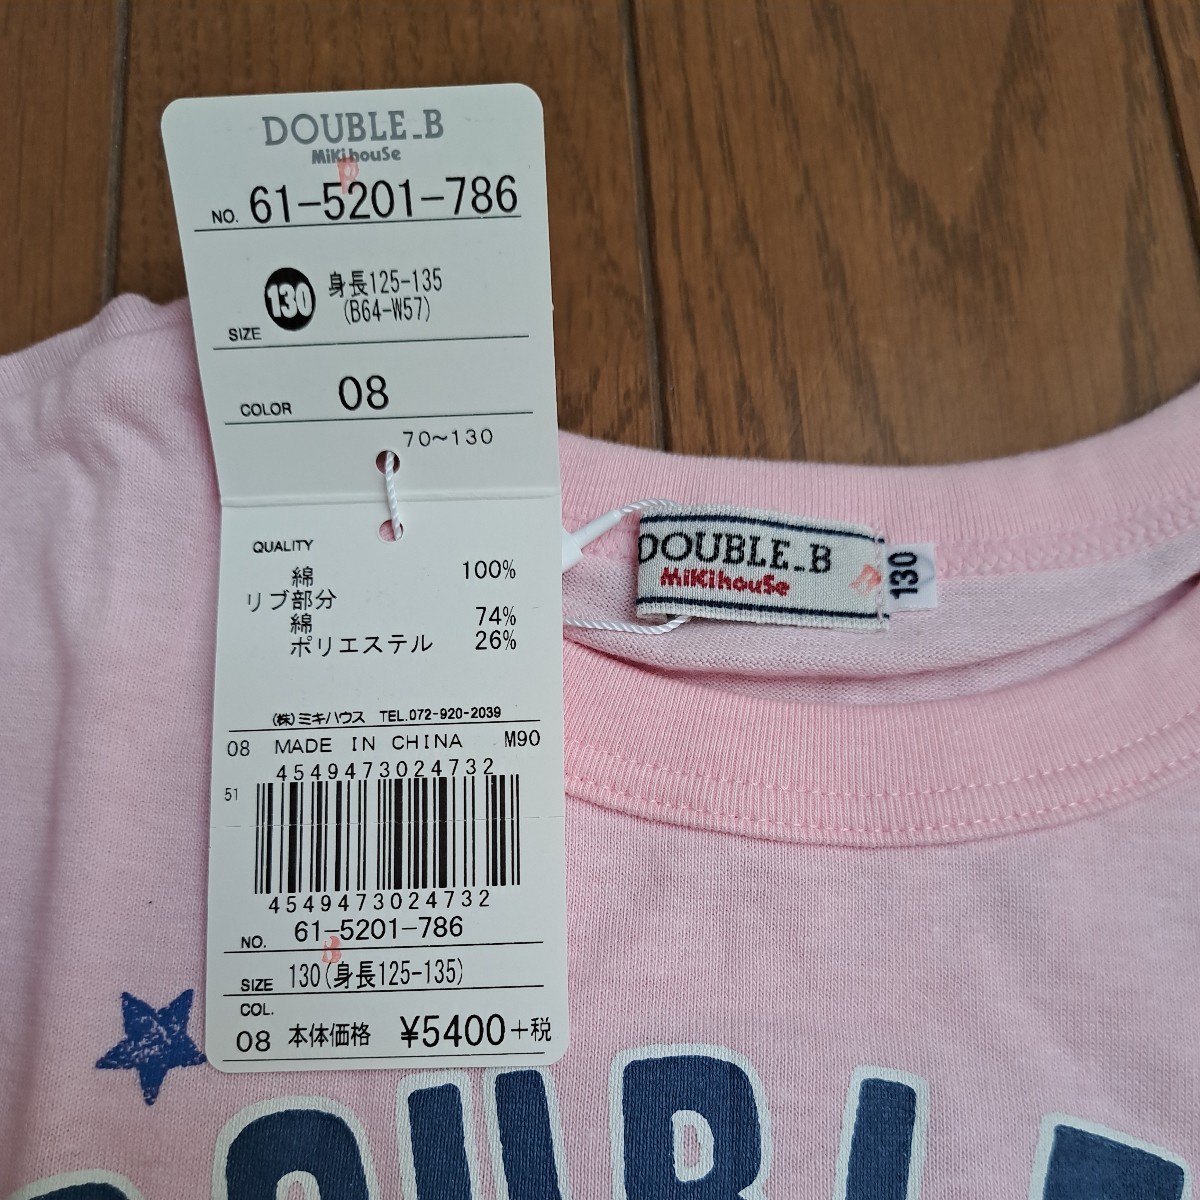 DOUBLE_B
MiKihouSe
NO. 61-5201-786
130 身長125-135
(B64-W57)
SIZE
COLOR 08
70~130
QUALITY
綿 100%
リブ部分
綿 74%
ポリエステル 26%
(株)ミキハウス TEL.072-920-2039
08 MADE IN CHINA M90
4549473024732
51
4549473024732
NO. 61-5201-786
SIZE 130(身長125-135)
COL.
08 本体価格 ¥5400+税
DOUBLE_B
MiKihouSe
130